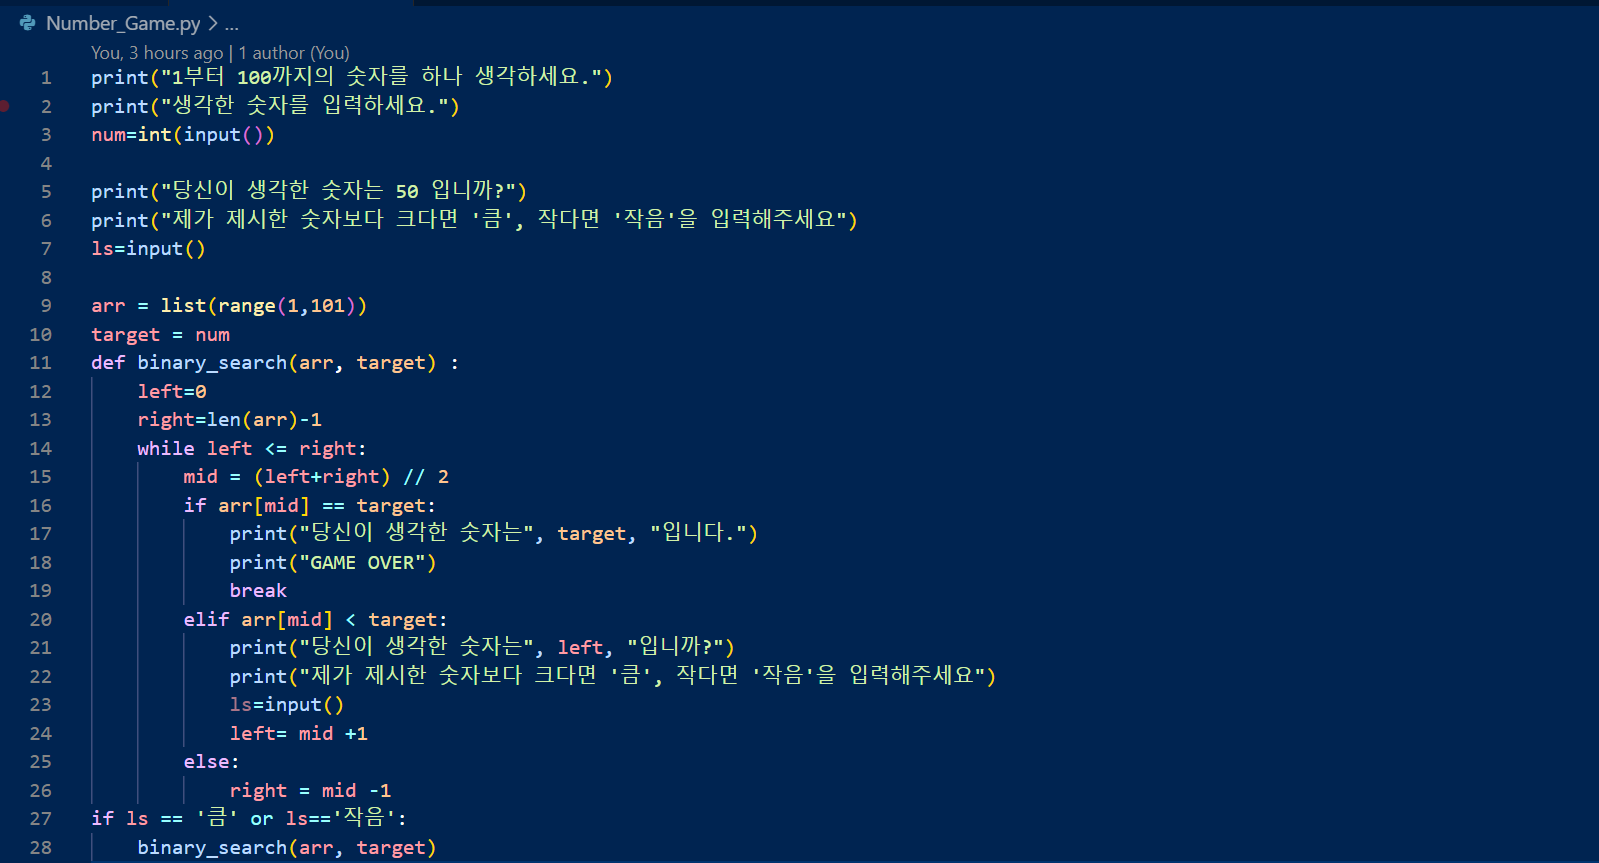 Number_Game.py > ...
You, 3 hours ago | 1 author (You)
1 print("1부터 100까지의 숫자를 하나 생각하세요.")
2 print("생각한 숫자를 입력하세요.")
3 num=int(input())
4
5 print("당신이 생각한 숫자는 50 입니까?")
6 print("제가 제시한 숫자보다 크다면 '큼', 작다면 '작음'을 입력해주세요")
7 ls=input()
8
9 arr = list(range(1,101))
10 target = num
11 def binary_search(arr, target) :
12     left=0
13     right=len(arr)-1
14     while left <= right:
15         mid = (left+right) // 2
16         if arr[mid] == target:
17             print("당신이 생각한 숫자는", target, "입니다.")
18             print("GAME OVER")
19             break
20         elif arr[mid] < target:
21             print("당신이 생각한 숫자는", left, "입니까?")
22             print("제가 제시한 숫자보다 크다면 '큼', 작다면 '작음'을 입력해주세요")
23             ls=input()
24             left= mid +1
25         else:
26             right = mid -1
27 if ls == '큼' or ls=='작음':
28     binary_search(arr, target)